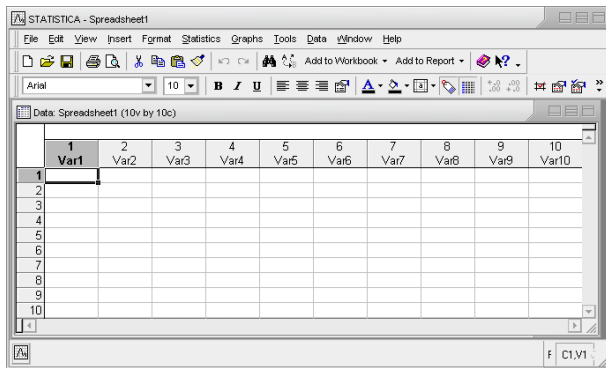 STATISTICA - Spreadsheet1
File Edit View Insert Format Statistics Graphs Tools Data Window Help
Add to Workbook Add to Report
Arial 10 B I U A
Data: Spreadsheet1 (10v by 10c)
1 2 3 4 5 6 7 8 9 10
Var1 Var2 Var3 Var4 Var5 Var6 Var7 Var8 Var9 Var10
1
2
3
4
5
6
7
8
9
10
F C1,V1